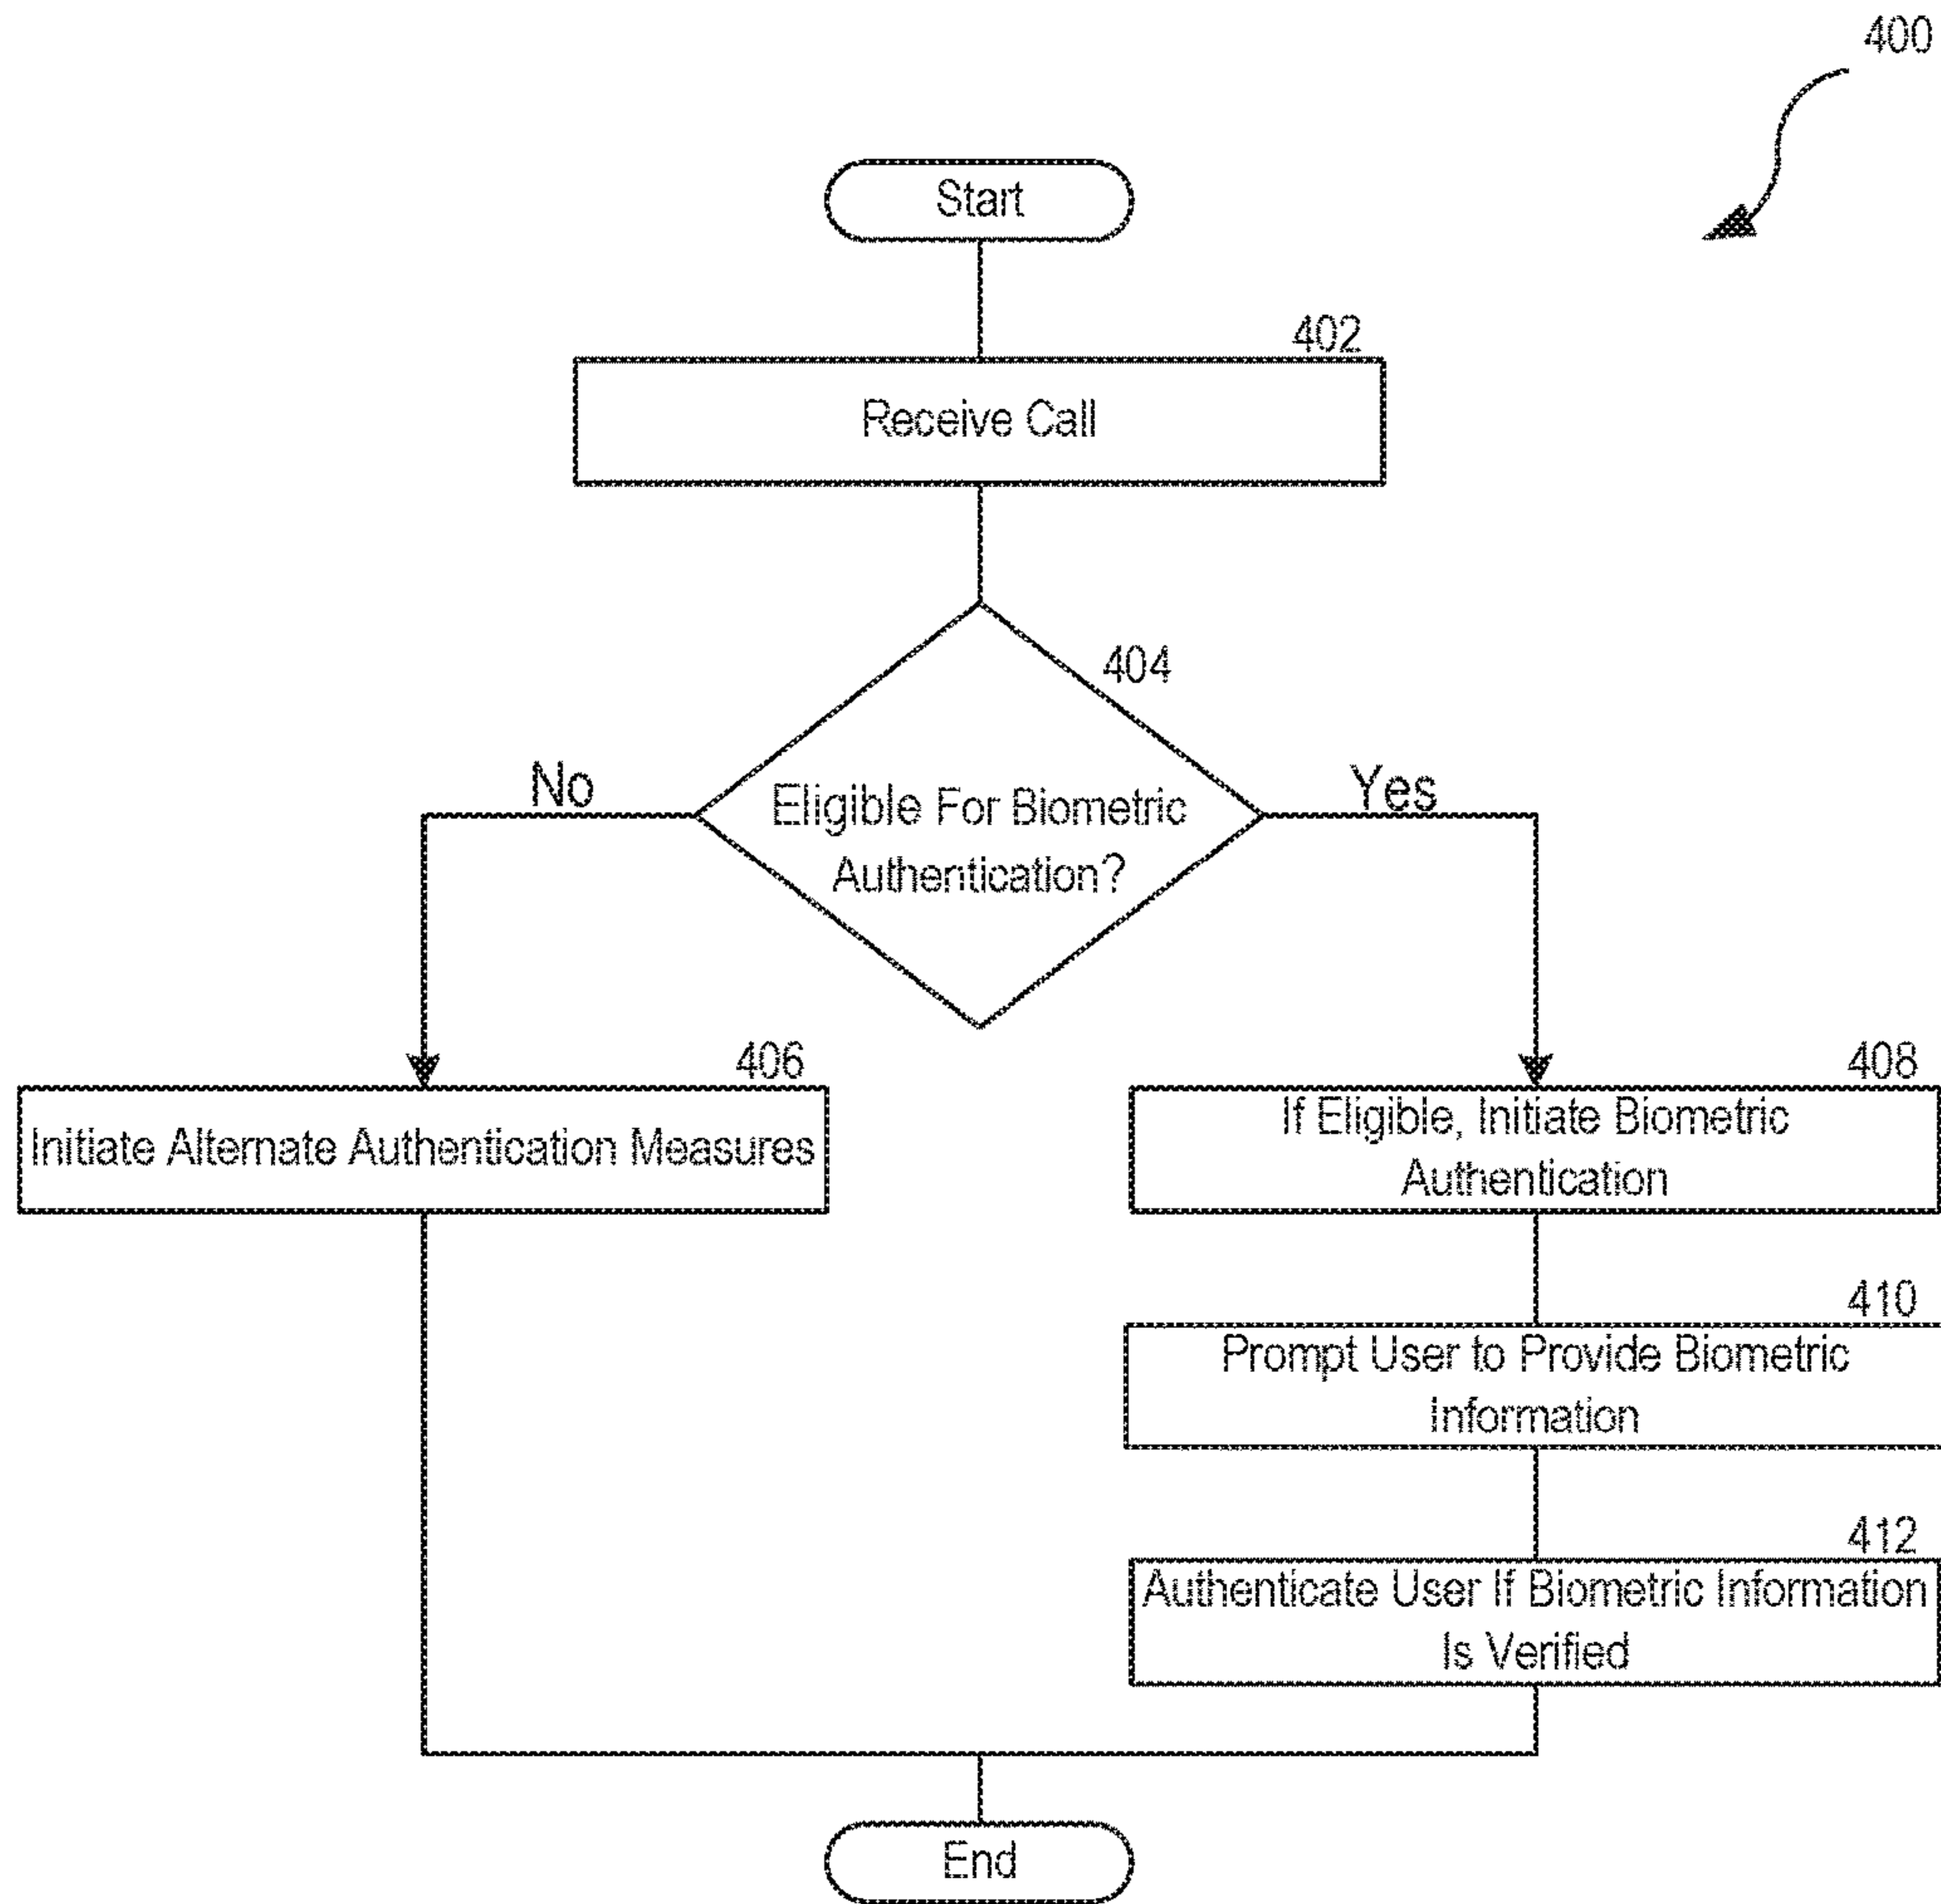 400
Start
402
Receive Call
404
No
Yes
Eligible For Biometric
Authentication?
406
Initiate Alternate Authentication Measures
408
If Eligible, Initiate Biometric
Authentication
410
Prompt User to Provide Biometric
Information
412
Authenticate User If Biometric Information
Is Verified
End